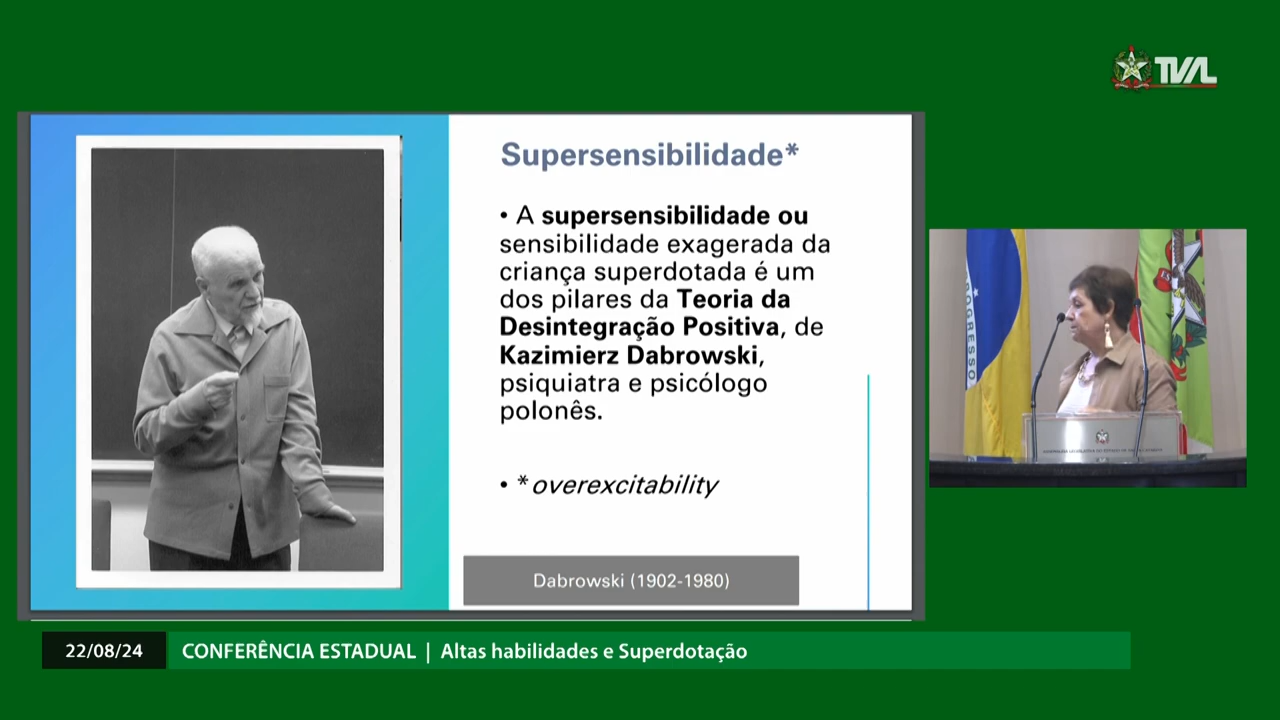 TVAL
Supersensibilidade*
• A supersensibilidade ou
sensibilidade exagerada da
criança superdotada é um
dos pilares da Teoria da
Desintegração Positiva, de
Kazimierz Dabrowski,
psiquiatra e psicólogo
polonês.
• *overexcitability
Dabrowski (1902-1980)
PROGRESSO
22/08/24
CONFERÊNCIA ESTADUAL | Altas habilidades e Superdotação